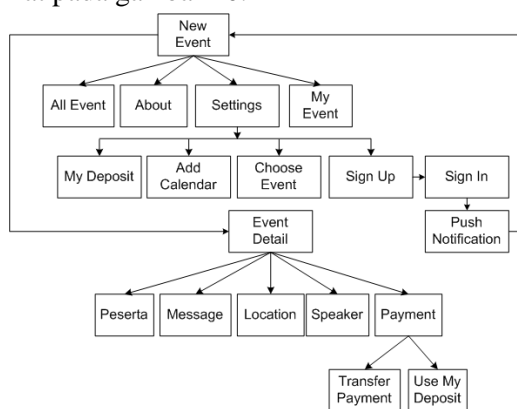 pada
New
Event
All Event
About
Settings
My
Event
My Deposit
Add
Calendar
Choose
Event
Sign Up
Sign In
Event
Detail
Push
Notification
Peserta
Message
Location
Speaker
Payment
Transfer
Payment
Use My
Deposit